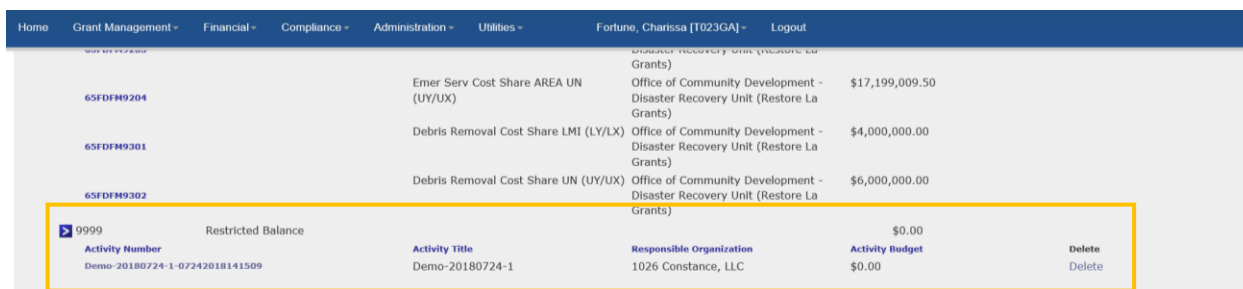 Home Grant Management Financial Compliance Administration Utilities Fortune, Charissa [T023GA] Logout
Disaster Recovery Unit (Restore La
Grants)
Emer Serv Cost Share AREA UN Office of Community Development - $17,199,009.50
65FDFM9204 (UY/UX) Disaster Recovery Unit (Restore La
Grants)
Debris Removal Cost Share LMI (LY/LX) Office of Community Development - $4,000,000.00
65FDFM9301 Disaster Recovery Unit (Restore La
Grants)
Debris Removal Cost Share UN (UY/UX) Office of Community Development - $6,000,000.00
65FDFM9302 Disaster Recovery Unit (Restore La
Grants)
9999 Restricted Balance $0.00
Activity Number Activity Title Responsible Organization Activity Budget Delete
Demo-20180724-1-07242018141509 Demo-20180724-1 1026 Constance, LLC $0.00 Delete